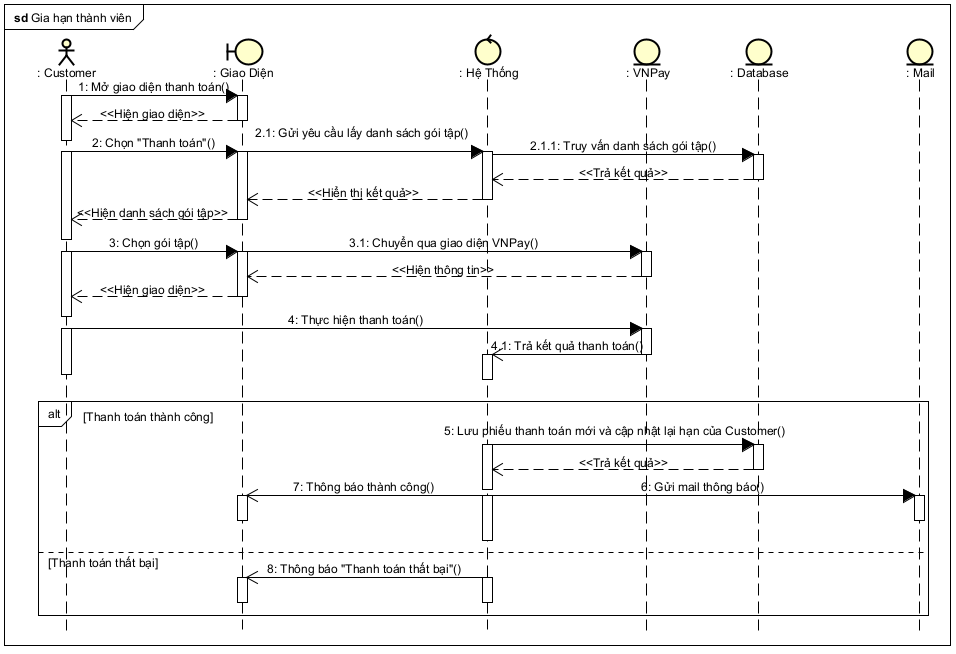 sd Gia hạn thành viên
: Customer
: Giao Diện
: Hệ Thống
: VNPay
: Database
: Mail
1: Mở giao diện thanh toán()
<<Hiện giao diện>>
2: Chọn "Thanh toán"()
2.1: Gửi yêu cầu lấy danh sách gói tập()
2.1.1: Truy vấn danh sách gói tập()
<<Trả kết quả>>
<<Hiển thị kết quả>>
<<Hiện danh sách gói tập>>
3: Chọn gói tập()
3.1: Chuyển qua giao diện VNPay()
<<Hiện thông tin>>
<<Hiện giao diện>>
4: Thực hiện thanh toán()
4.1: Trả kết quả thanh toán()
alt
[Thanh toán thành công]
5: Lưu phiếu thanh toán mới và cập nhật lại hạn của Customer()
<<Trả kết quả>>
7: Thông báo thành công()
6: Gửi mail thông báo()
[Thanh toán thất bại]
8: Thông báo "Thanh toán thất bại"()